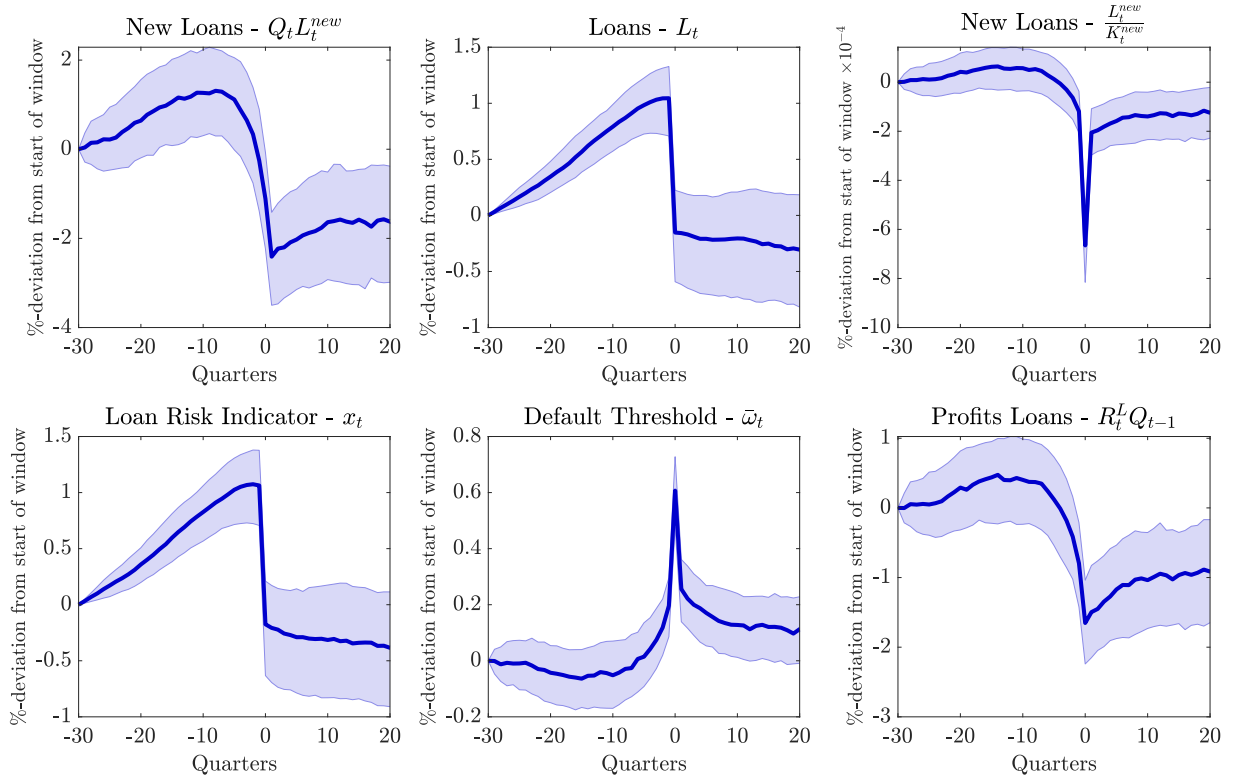 New Loans - $Q_t L_t^{new}$
%-deviation from start of window
2
0
-2
-4
-30 -20 -10 0 10 20
Quarters
Loans - $L_t$
%-deviation from start of window
1.5
1
0.5
0
-0.5
-1
-30 -20 -10 0 10 20
Quarters
New Loans - $\frac{L_t^{new}}{K_t^{new}}$
%-deviation from start of window ×10⁻⁴
0
-2
-4
-6
-8
-10
-30 -20 -10 0 10 20
Quarters
Loan Risk Indicator - $x_t$
%-deviation from start of window
1.5
1
0.5
0
-0.5
-1
-30 -20 -10 0 10 20
Quarters
Default Threshold - $\bar{\omega}_t$
%-deviation from start of window
0.8
0.6
0.4
0.2
0
-0.2
-30 -20 -10 0 10 20
Quarters
Profits Loans - $R_t^L Q_{t-1}$
%-deviation from start of window
1
0
-1
-2
-3
-30 -20 -10 0 10 20
Quarters